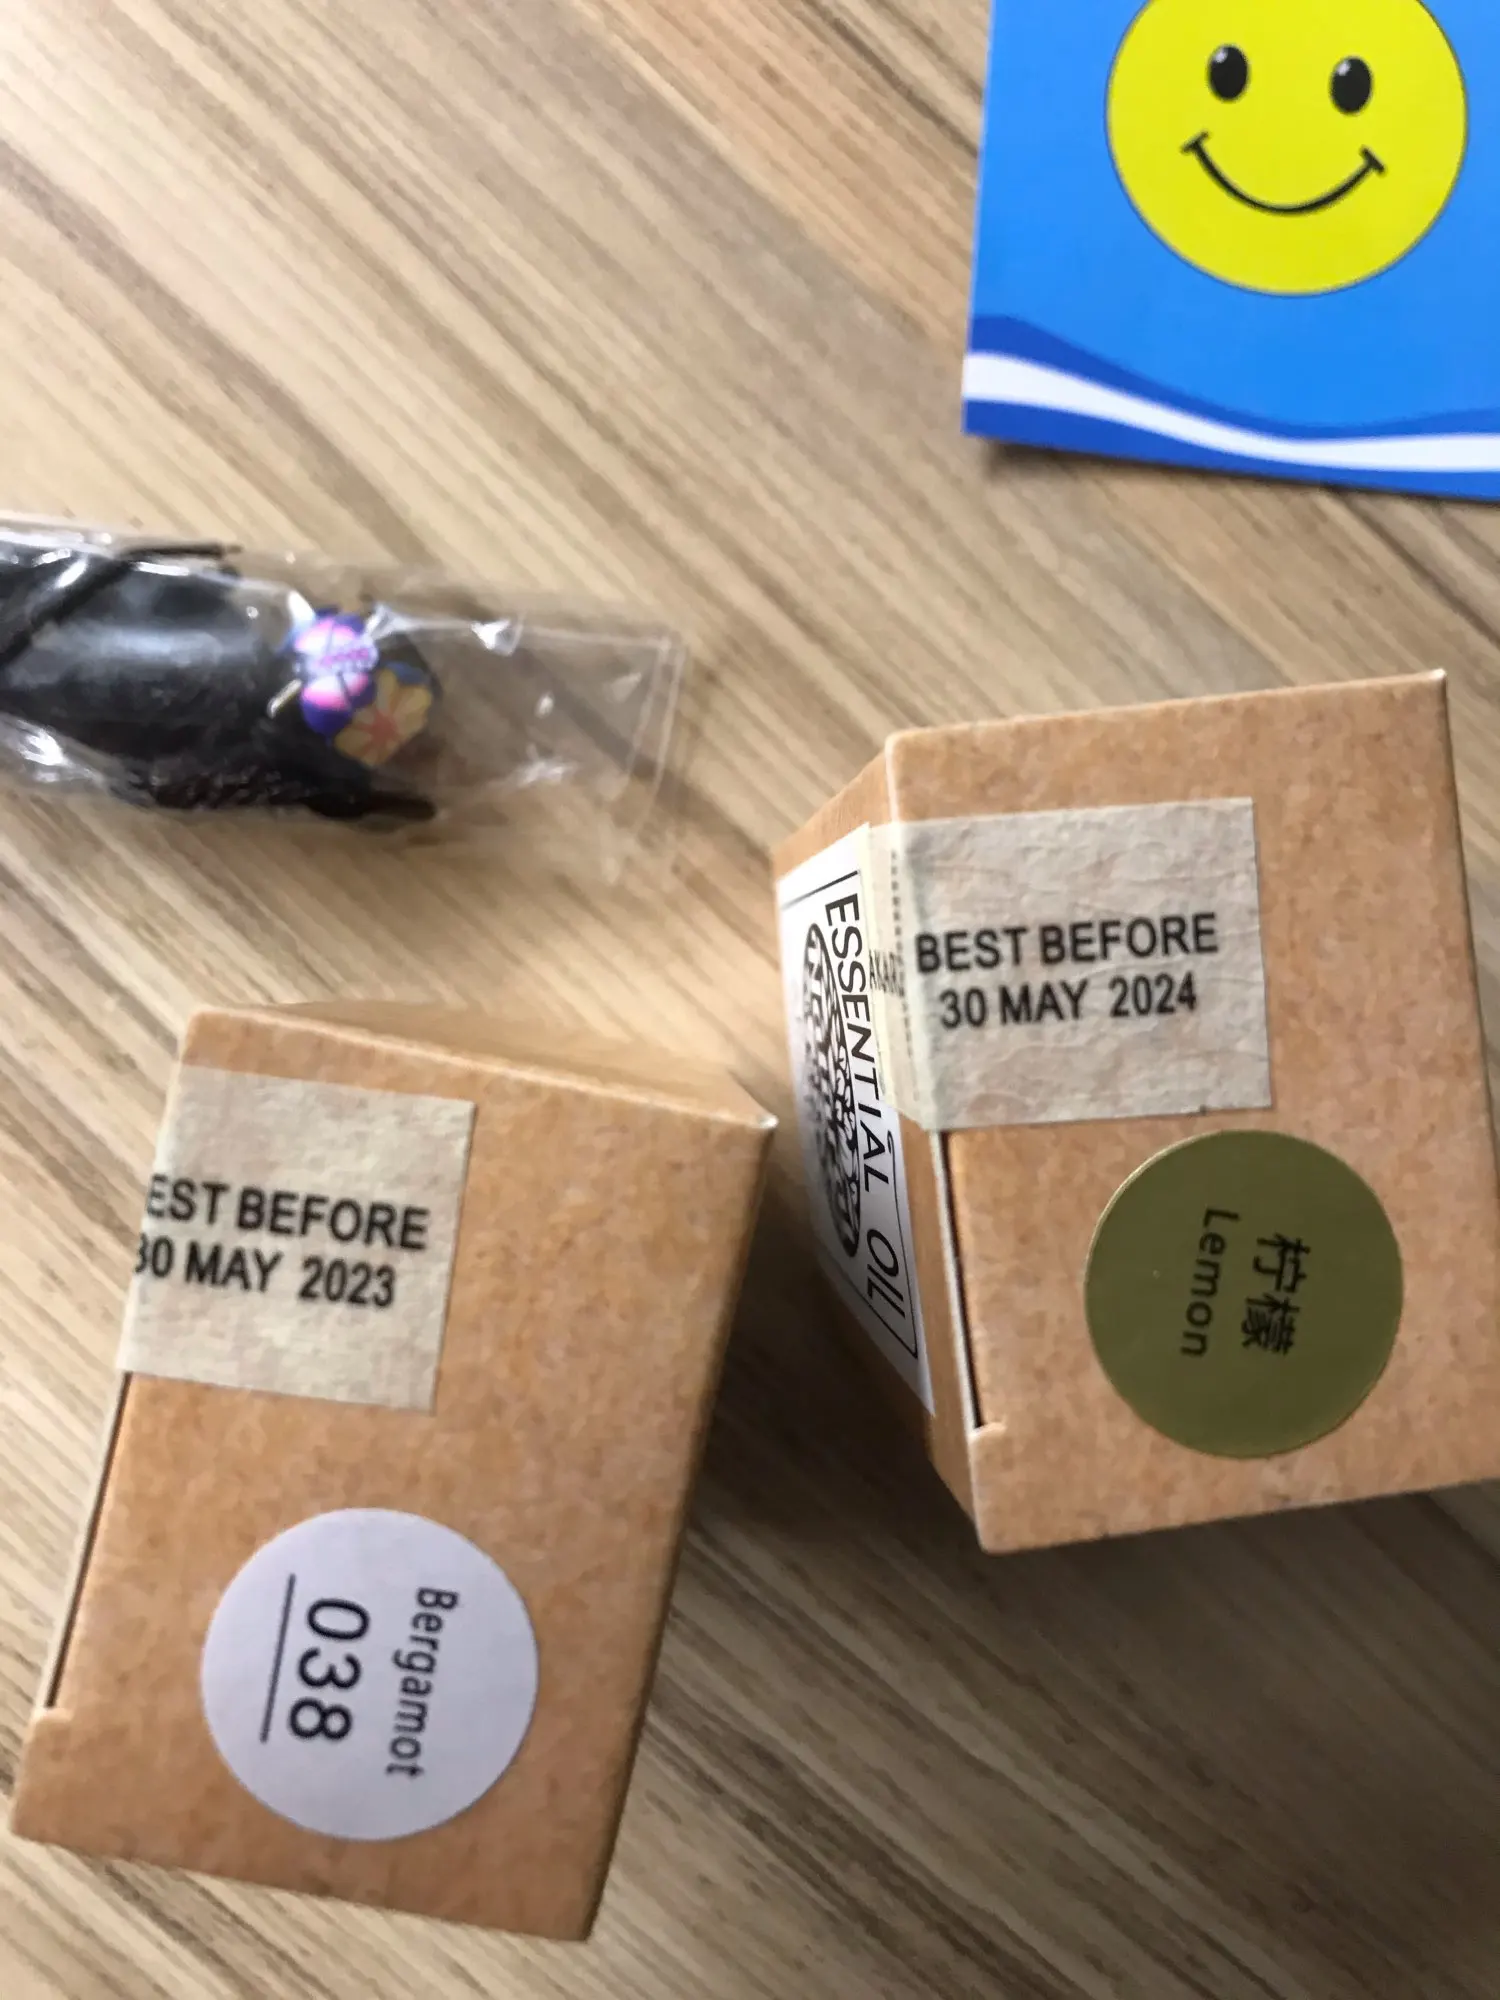 BEST BEFORE
30 MAY 2024
ESSENTIAL OIL
柠檬
Lemon
EST BEFORE
30 MAY 2023
Bergamot
038